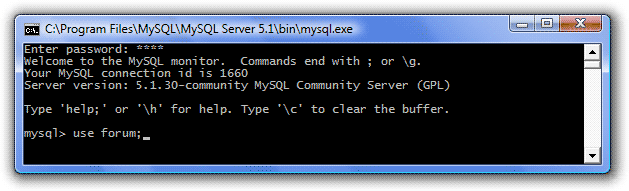 C:\Program Files\MySQL\MySQL Server 5.1\bin\mysql.exe
Enter password: ****
Welcome to the MySQL monitor.  Commands end with ; or \g.
Your MySQL connection id is 1660
Server version: 5.1.30-community MySQL Community Server (GPL)
Type 'help;' or '\h' for help. Type '\c' to clear the buffer.
mysql> use forum;_